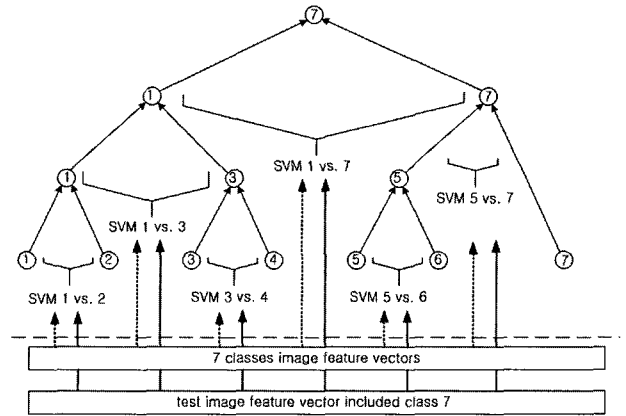 7
1
7
SVM 1 vs. 7
1
3
5
SVM 5 vs. 7
SVM 1 vs. 3
1
2
3
4
5
6
7
SVM 1 vs. 2
SVM 3 vs. 4
SVM 5 vs. 6
7 classes image feature vectors
test image feature vector included class 7